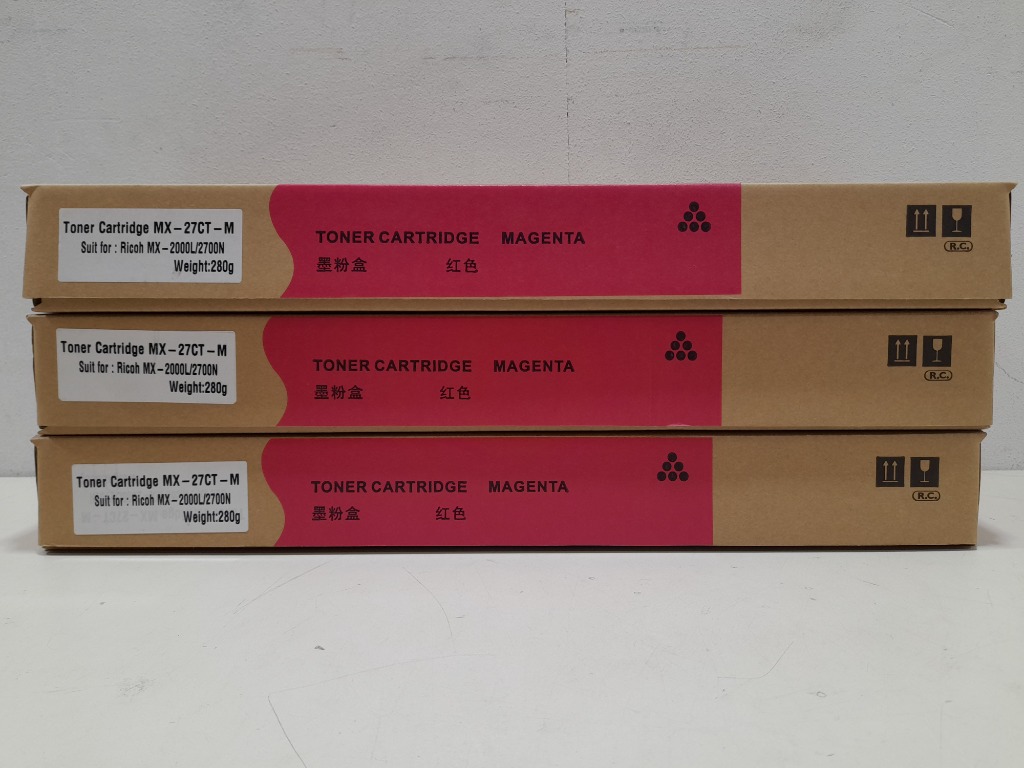 Toner Cartridge MX-27CT-M
Suit for : Ricoh MX-2000L/2700N
Weight:280g
TONER CARTRIDGE MAGENTA
墨粉盒 红色
R.C.
Toner Cartridge MX-27CT-M
Suit for : Ricoh MX-2000L/2700N
Weight:280g
TONER CARTRIDGE MAGENTA
墨粉盒 红色
R.C.
Toner Cartridge MX-27CT-M
Suit for : Ricoh MX-2000L/2700N
Weight:280g
TONER CARTRIDGE MAGENTA
墨粉盒 红色
R.C.